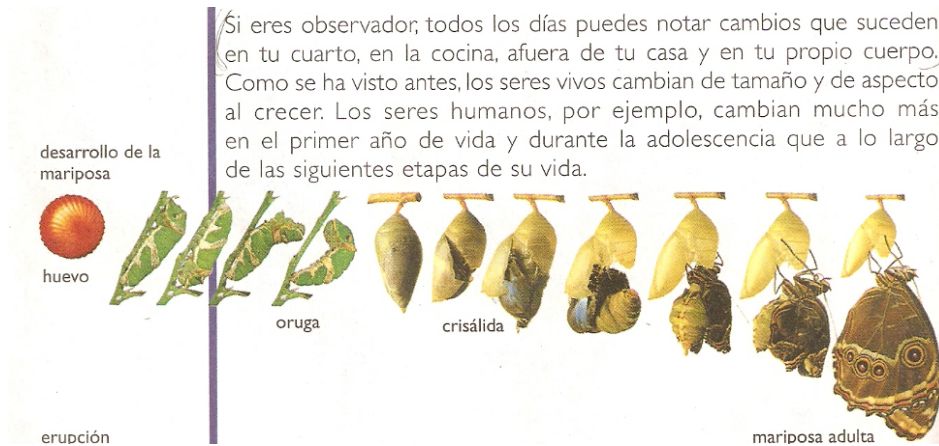 Si eres observador, todos los días puedes notar cambios que suceden
en tu cuarto, en la cocina, afuera de tu casa y en tu propio cuerpo.
Como se ha visto antes, los seres vivos cambian de tamaño y de aspecto
al crecer. Los seres humanos, por ejemplo, cambian mucho más
en el primer año de vida y durante la adolescencia que a lo largo
de las siguientes etapas de su vida.
desarrollo de la
mariposa
huevo
oruga
crisálida
mariposa adulta
erupción